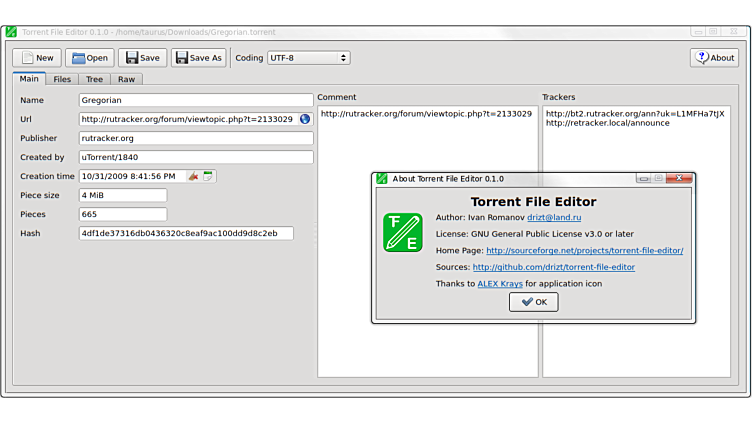 Torrent File Editor 0.1.0 - /home/taurus/Downloads/Gregorian.torrent
New Open Save Save As Coding UTF-8 About
Main Files Tree Raw
Name Gregorian
Url http://rutracker.org/forum/viewtopic.php?t=2133029
Publisher rutracker.org
Created by uTorrent/1840
Creation time 10/31/2009 8:41:56 PM
Piece size 4 MiB
Pieces 665
Hash 4df1de37316db0436320c8eaf9ac100dd9d8c2eb
Comment
http://rutracker.org/forum/viewtopic.php?t=2133029
Trackers
http://bt2.rutracker.org/ann?uk=L1MFHa7tJX
http://retracker.local/announce
About Torrent File Editor 0.1.0
Torrent File Editor
F E
Author: Ivan Romanov drizt@land.ru
License: GNU General Public License v3.0 or later
Home Page: http://sourceforge.net/projects/torrent-file-editor/
Sources: http://github.com/drizt/torrent-file-editor
Thanks to ALEX Krays for application icon
OK